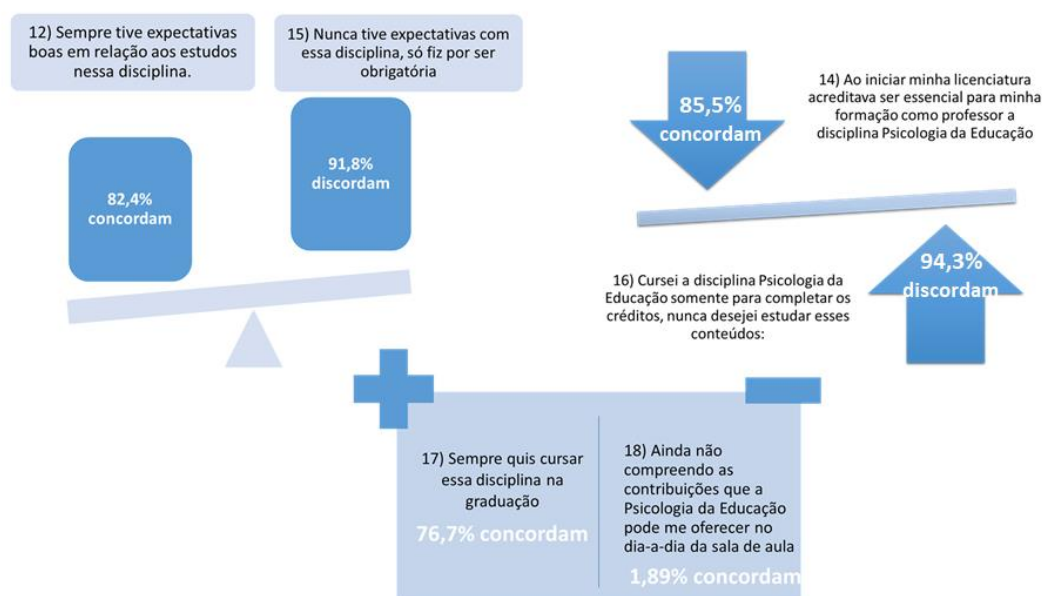 12) Sempre tive expectativas
boas em relação aos estudos
nessa disciplina.
15) Nunca tive expectativas com
essa disciplina, só fiz por ser
obrigatória
82,4%
concordam
91,8%
discordam
85,5%
concordam
14) Ao iniciar minha licenciatura
acreditava ser essencial para minha
formação como professor a
disciplina Psicologia da Educação
16) Cursei a disciplina Psicologia da
Educação somente para completar os
créditos, nunca desejei estudar esses
conteúdos:
94,3%
discordam
17) Sempre quis cursar
essa disciplina na
graduação
76,7% concordam
18) Ainda não
compreendo as
contribuições que a
Psicologia da Educação
pode me oferecer no
dia-a-dia da sala de aula
1,89% concordam